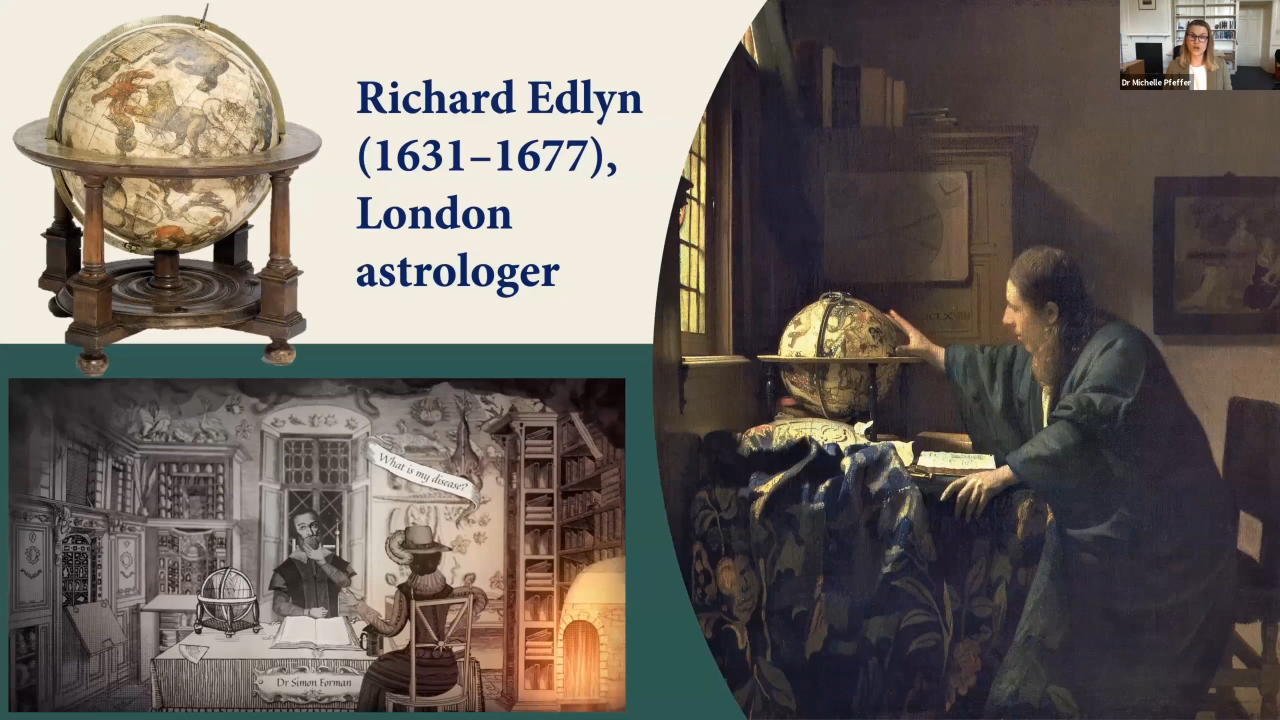 Richard Edlyn
(1631–1677),
London
astrologer
Dr Michelle Pfeffer
What is my disease?
Dr Simon Forman